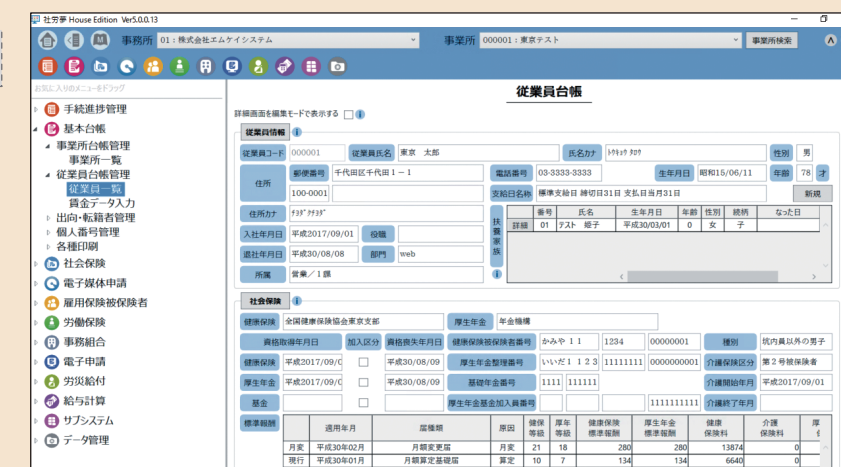 社労夢 House Edition Ver5.0.0.13
事務所 01：株式会社エムケイシステム 事業所 000001：東京テスト 事業所検索
お気に入りのメニューをドラッグ
手続進捗管理
基本台帳
事業所台帳管理
事業所一覧
従業員台帳管理
従業員一覧
賃金データ入力
出向・転籍者管理
個人番号管理
各種印刷
社会保険
電子媒体申請
雇用保険被保険者
労働保険
事務組合
電子申請
労災給付
給与計算
サブシステム
データ管理
従業員台帳
詳細画面を編集モードで表示する
従業員情報
従業員コード 000001 従業員氏名 東京 太郎 氏名カナ ﾄｳｷｮｳ ﾀﾛｳ 性別 男
住所 郵便番号 千代田区千代田１－１ 電話番号 03-3333-3333 生年月日 昭和15/06/11 年齢 78 才
100-0001 支給日名称 標準支給日 締切日31日 支払日当月31日 新規
住所カナ ﾁﾖﾀﾞｸﾁﾖﾀﾞ
入社年月日 平成2017/09/01 役職
退社年月日 平成30/08/08 部門 web
所属 営業／１課
扶養家族
番号 氏名 生年月日 年齢 性別 続柄 なった日
詳細 01 テスト 姫子 平成30/03/01 0 女 子
社会保険
健康保険 全国健康保険協会東京支部 厚生年金 年金機構
資格取得年月日 加入区分 資格喪失年月日 健康保険被保険者番号 かみや １１ 1234 00000001 種別 坑内員以外の男子
健康保険 平成2017/09/0 平成30/08/09 厚生年金整理番号 いいだ１ １２３ 11111111 0000000001 介護保険区分 第２号被保険者
厚生年金 平成2017/09/0 平成30/08/09 基礎年金番号 1111 111111 介護開始年月 平成2017/09/01
基金 厚生年金基金加入員番号 1111111111 介護終了年月
標準報酬 適用年月 届種類 原因 健保等級 厚年等級 健康保険標準報酬 厚生年金標準報酬 健康保険料 介護保険料 厚
月変 平成30年02月 月額変更届 月変 21 18 280 280 13874 0
現行 平成30年01月 月額算定基礎届 算定 10 7 134 134 6640 0